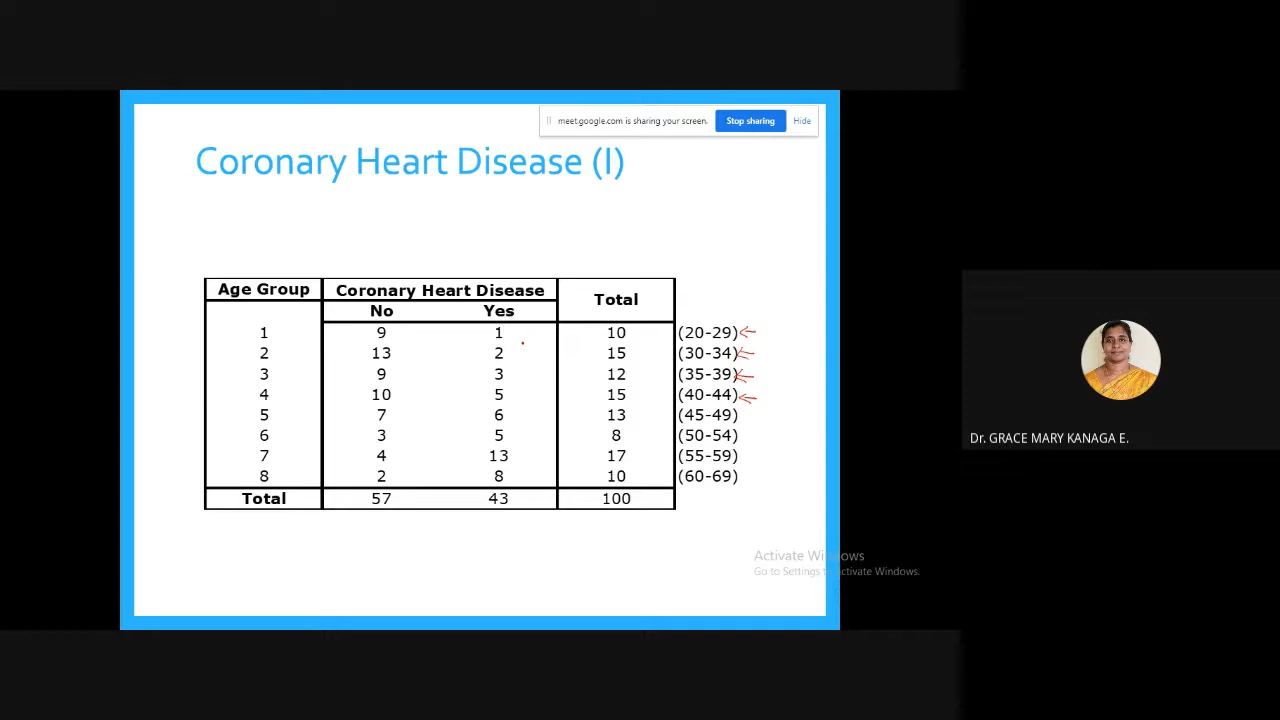 meet.google.com is sharing your screen. Stop sharing Hide
Coronary Heart Disease (I)
Age Group Coronary Heart Disease Total
No Yes
1 9 1 10 (20-29)
2 13 2 15 (30-34)
3 9 3 12 (35-39)
4 10 5 15 (40-44)
5 7 6 13 (45-49)
6 3 5 8 (50-54)
7 4 13 17 (55-59)
8 2 8 10 (60-69)
Total 57 43 100
Dr. GRACE MARY KANAGA E.
Activate Windows
Go to Settings to activate Windows.